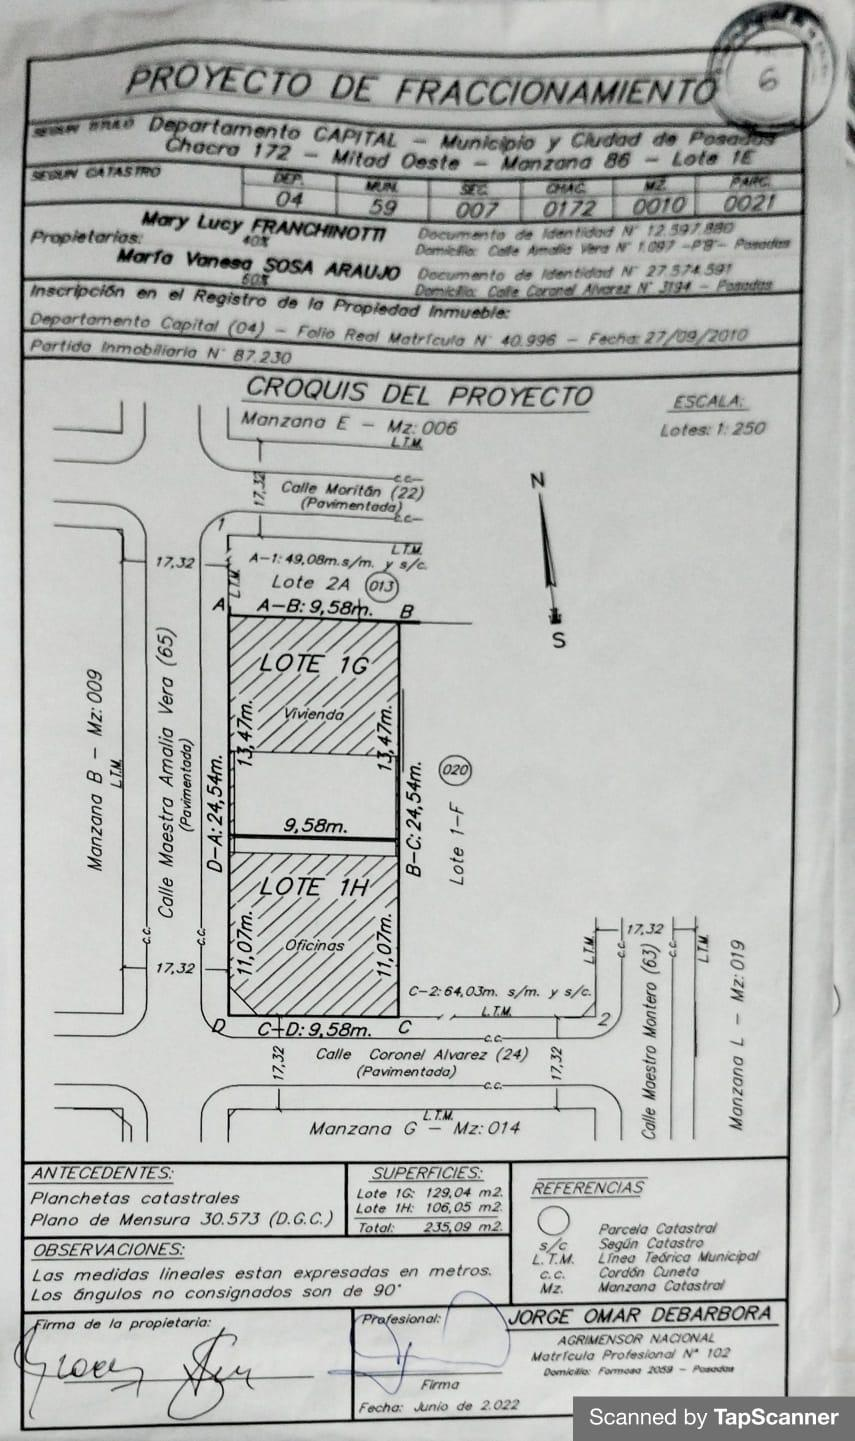 6
PROYECTO DE FRACCIONAMIENTO
SEGUN Departamento CAPITAL - Municipio y Ciudad de Posadas
Chacra 172 - Mitad Oeste - Manzana 86 - Lote 1E
SEGUN CATASTRO
DEP. MUN. SEC. CHAC. MZ. PARC.
04 59 007 0172 0010 0021
Propietarias:
Mary Lucy FRANCHINOTTI
40%
Documento de Identidad N° 12.597.880
Domicilio: Calle Amalia Vera N° 1.097 - Posadas
María Vanesa SOSA ARAUJO
60%
Documento de Identidad N° 27.574.591
Domicilio: Calle Coronel Alvarez N° 3194 - Posadas
Inscripción en el Registro de la Propiedad Inmueble:
Departamento Capital (04) - Folio Real Matrícula N° 40.996 - Fecha: 27/09/2010
Partida Inmobiliaria N° 87.230
CROQUIS DEL PROYECTO
ESCALA:
Lotes: 1: 250
Manzana E - Mz: 006
L.T.M.
c.c.
17,32
Calle Moritán (22)
(Pavimentada)
c.c.
1
L.T.M.
17,32
L.T.M.
A-1: 49,08m. s/m. y s/c.
Lote 2A 013
A A-B: 9,58m. B
N
S
LOTE 1G
Vivienda
13,47m.
13,47m.
Manzana B - Mz: 009
L.T.M.
Calle Maestra Amalia Vera (65)
(Pavimentada)
D-A: 24,54m.
B-C: 24,54m.
020
Lote 1-F
9,58m.
LOTE 1H
Oficinas
11,07m.
11,07m.
c.c.
c.c.
17,32
17,32
L.T.M.
c.c.
Calle Maestro Montero (63)
c.c.
L.T.M.
Manzana L - Mz: 019
C-2: 64,03m. s/m. y s/c.
L.T.M.
2
D C-D: 9,58m. C
c.c.
17,32
Calle Coronel Alvarez (24)
(Pavimentada)
17,32
c.c.
L.T.M.
Manzana G - Mz: 014
ANTECEDENTES:
Planchetas catastrales
Plano de Mensura 30.573 (D.G.C.)
SUPERFICIES:
Lote 1G: 129,04 m2.
Lote 1H: 106,05 m2.
Total: 235,09 m2.
REFERENCIAS
Parcela Catastral
s/c Según Catastro
L.T.M. Línea Teórica Municipal
c.c. Cordón Cuneta
Mz. Manzana Catastral
OBSERVACIONES:
Las medidas lineales estan expresadas en metros.
Los ángulos no consignados son de 90°
Firma de la propietaria:
Profesional:
Firma
Fecha: Junio de 2.022
JORGE OMAR DEBARBORA
AGRIMENSOR NACIONAL
Matrícula Profesional N° 102
Domicilio: Formosa 2059 - Posadas
Scanned by TapScanner